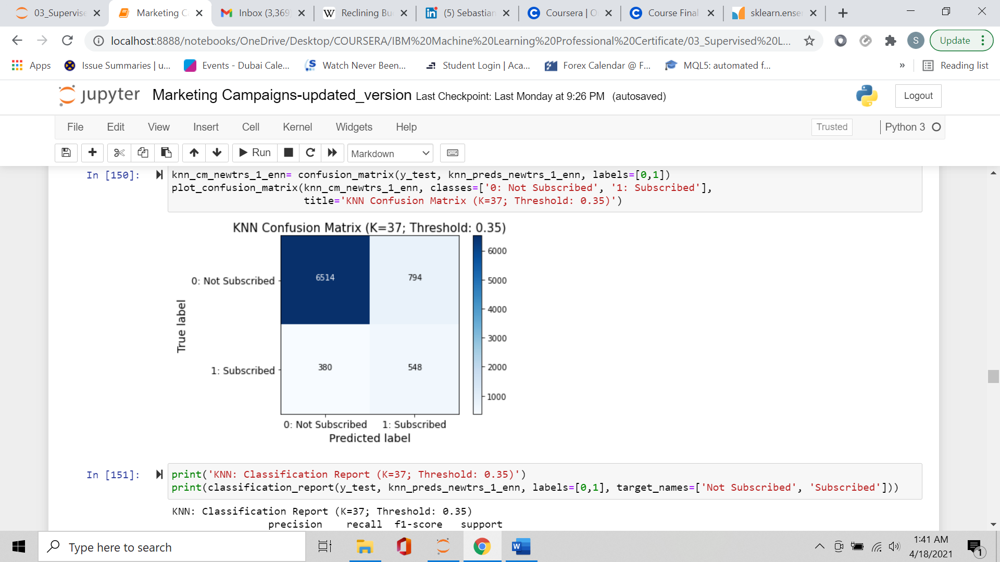 03_Supervise
Marketing C
Inbox (3,369
W Reclining Bu
(5) Sebastian
Coursera | O
Course Final
sklearn.ense
localhost:8888/notebooks/OneDrive/Desktop/COURSERA/IBM%20Machine%20Learning%20Professional%20Certificate/03_Supervised%20L...
S
Update
Apps
Issue Summaries | u...
Events - Dubai Cale...
Watch Never Been...
Student Login | Aca...
Forex Calendar @ F...
MQL5: automated f...
»
Reading list
jupyter Marketing Campaigns-updated_version Last Checkpoint: Last Monday at 9:26 PM (autosaved)
Logout
File Edit View Insert Cell Kernel Widgets Help
Trusted
Python 3
Run
Markdown
In [150]:
knn_cm_newtrs_1_enn= confusion_matrix(y_test, knn_preds_newtrs_1_enn, labels=[0,1])
plot_confusion_matrix(knn_cm_newtrs_1_enn, classes=['0: Not Subscribed', '1: Subscribed'],
title='KNN Confusion Matrix (K=37; Threshold: 0.35)')
KNN Confusion Matrix (K=37; Threshold: 0.35)
True label
0: Not Subscribed
6514 794
1: Subscribed
380 548
0: Not Subscribed 1: Subscribed
Predicted label
6000
5000
4000
3000
2000
1000
In [151]:
print('KNN: Classification Report (K=37; Threshold: 0.35)')
print(classification_report(y_test, knn_preds_newtrs_1_enn, labels=[0,1], target_names=['Not Subscribed', 'Subscribed']))
KNN: Classification Report (K=37; Threshold: 0.35)
precision recall f1-score support
Type here to search
W
1:41 AM
4/18/2021
1